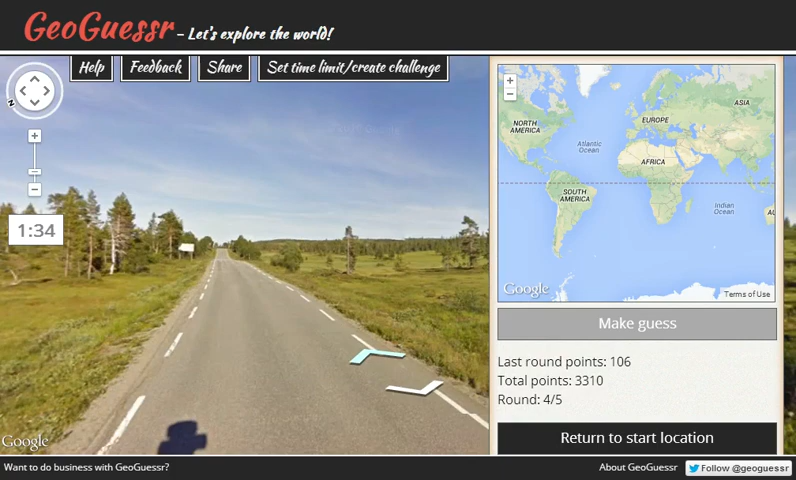 GeoGuessr – Let's explore the world!
Help
Feedback
Share
Set time limit/create challenge
N
+
-
1:34
Google
+
-
NORTH
AMERICA
Atlantic
Ocean
EUROPE
ASIA
AFRICA
SOUTH
AMERICA
Indian
Ocean
AU
Google
Terms of Use
Make guess
Last round points: 106
Total points: 3310
Round: 4/5
Return to start location
Want to do business with GeoGuessr?
About GeoGuessr
Follow @geoguessr